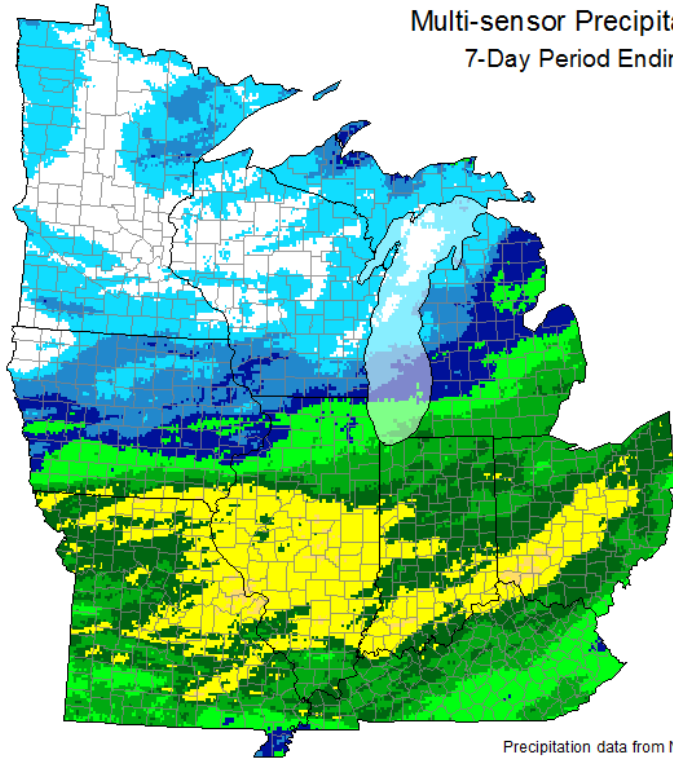 Multi-sensor Precipita
7-Day Period Endin
Precipitation data from N